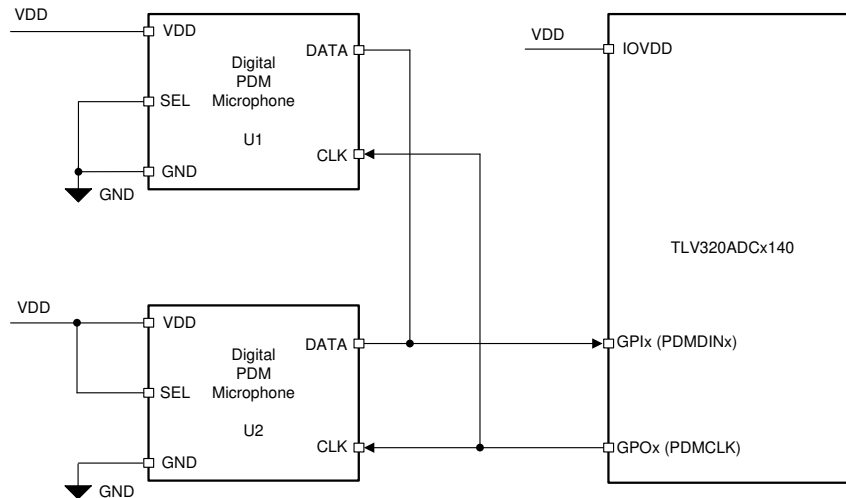 VDD
VDD
SEL
GND
GND
Digital
PDM
Microphone
U1
DATA
CLK
VDD
IOVDD
TLV320ADCx140
GPIx (PDMDINx)
GPOx (PDMCLK)
VDD
VDD
SEL
GND
GND
Digital
PDM
Microphone
U2
DATA
CLK